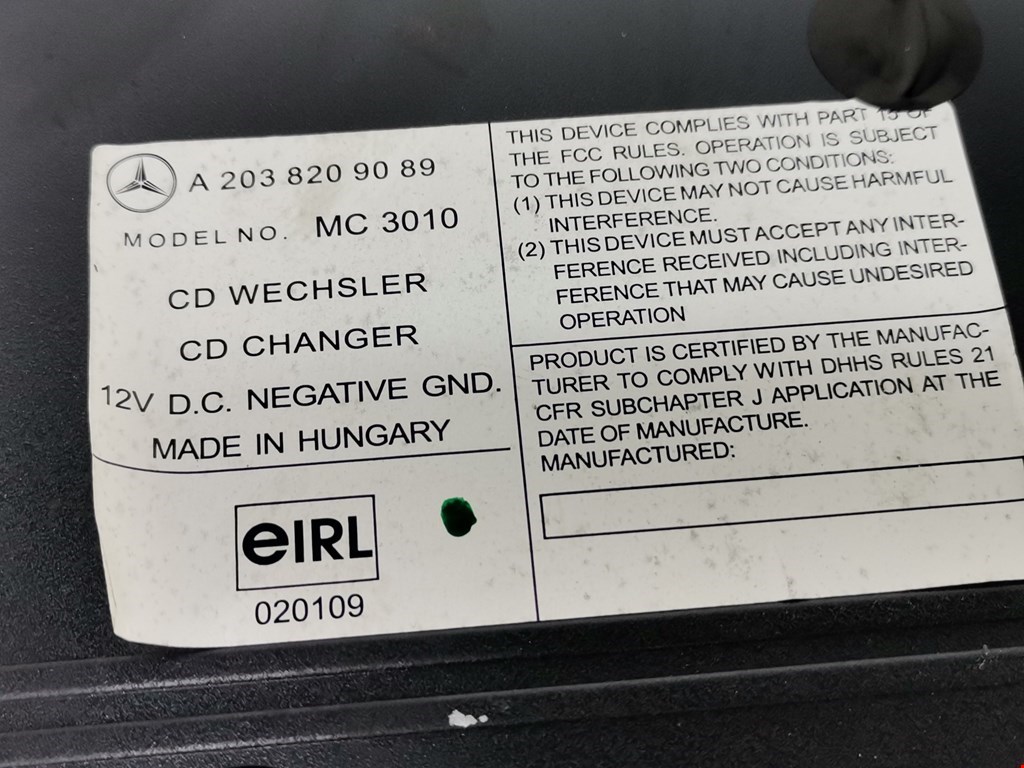 A 203 820 90 89
MODEL NO. MC 3010
CD WECHSLER
CD CHANGER
12V D.C. NEGATIVE GND.
MADE IN HUNGARY
eIRL
020109
THIS DEVICE COMPLIES WITH PART 15 OF
THE FCC RULES. OPERATION IS SUBJECT
TO THE FOLLOWING TWO CONDITIONS:
(1) THIS DEVICE MAY NOT CAUSE HARMFUL
INTERFERENCE.
(2) THIS DEVICE MUST ACCEPT ANY INTER-
FERENCE RECEIVED INCLUDING INTER-
FERENCE THAT MAY CAUSE UNDESIRED
OPERATION
PRODUCT IS CERTIFIED BY THE MANUFAC-
TURER TO COMPLY WITH DHHS RULES 21
CFR SUBCHAPTER J APPLICATION AT THE
DATE OF MANUFACTURE.
MANUFACTURED: